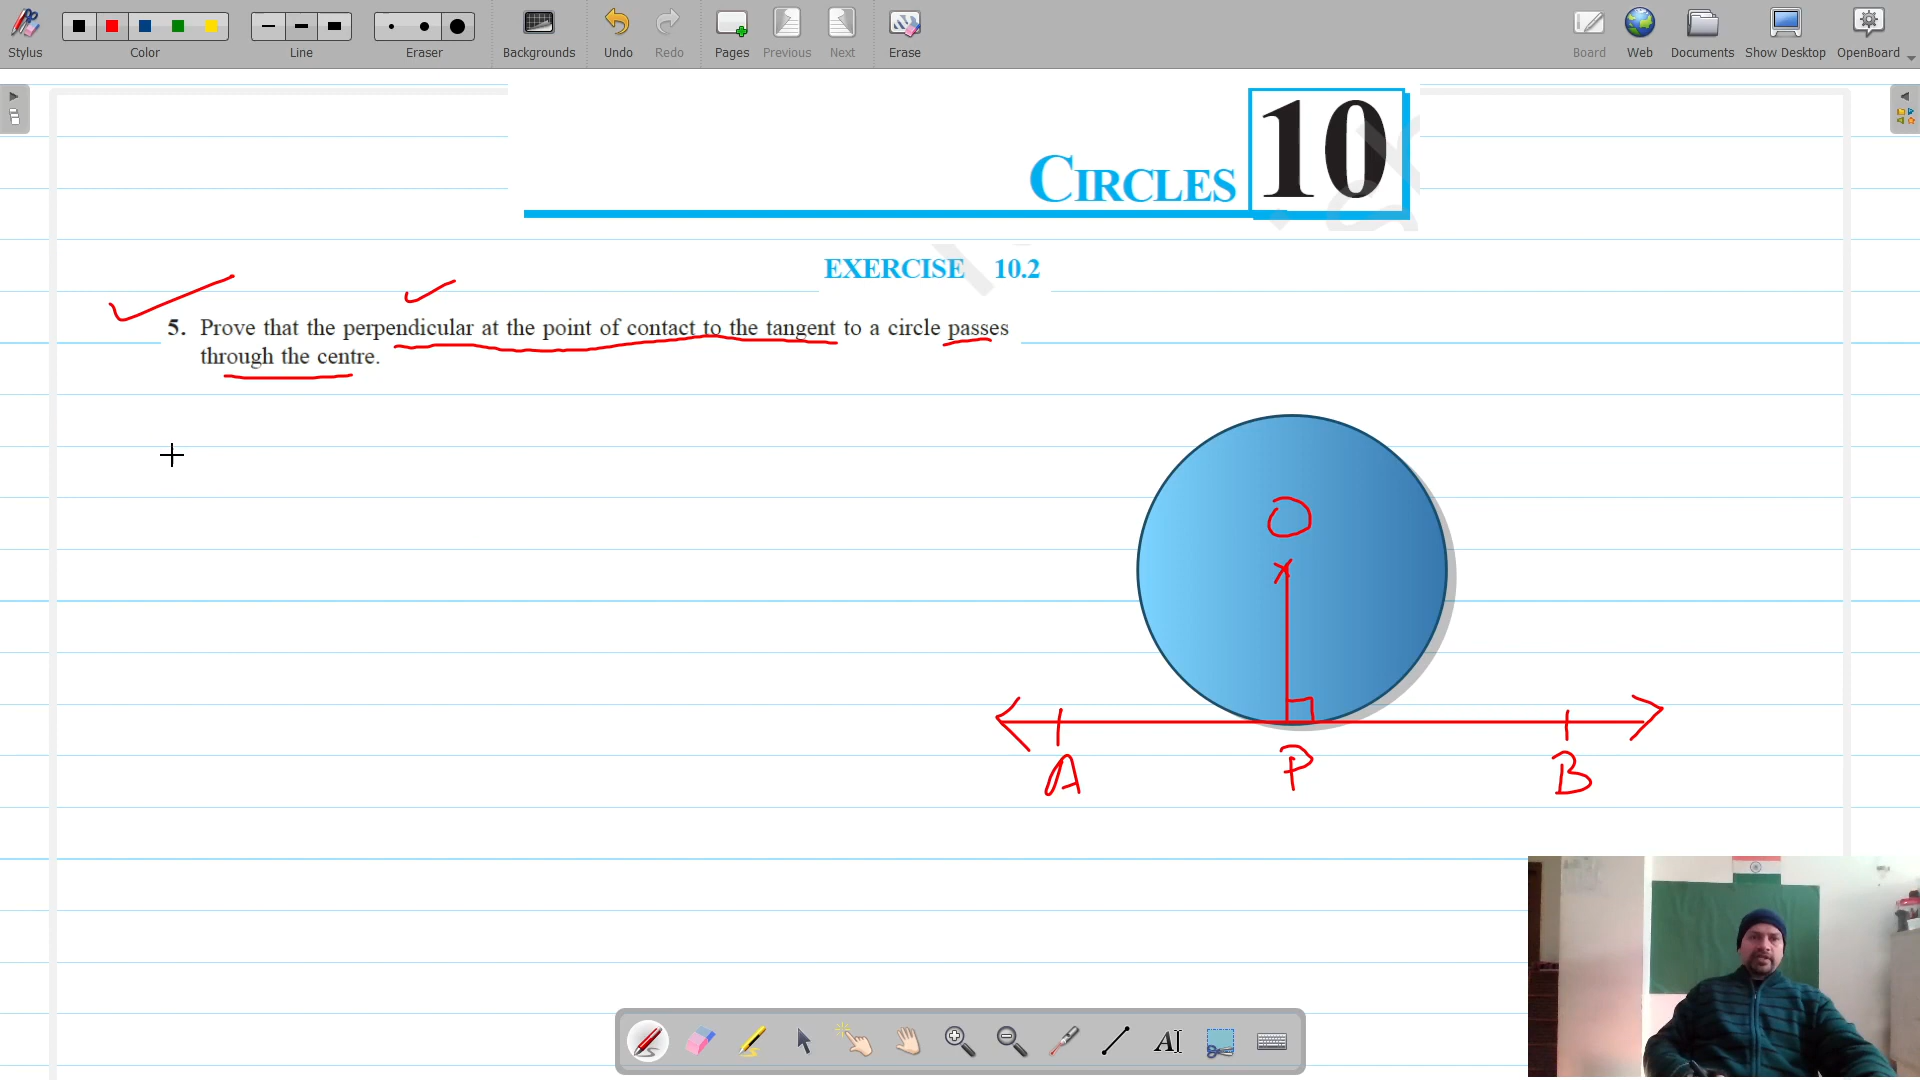 Stylus Color Line Eraser Backgrounds Undo Redo Pages Previous Next Erase Board Web Documents Show Desktop OpenBoard
CIRCLES 10
EXERCISE 10.2
5. Prove that the perpendicular at the point of contact to the tangent to a circle passes
through the centre.
O
A P B
AI